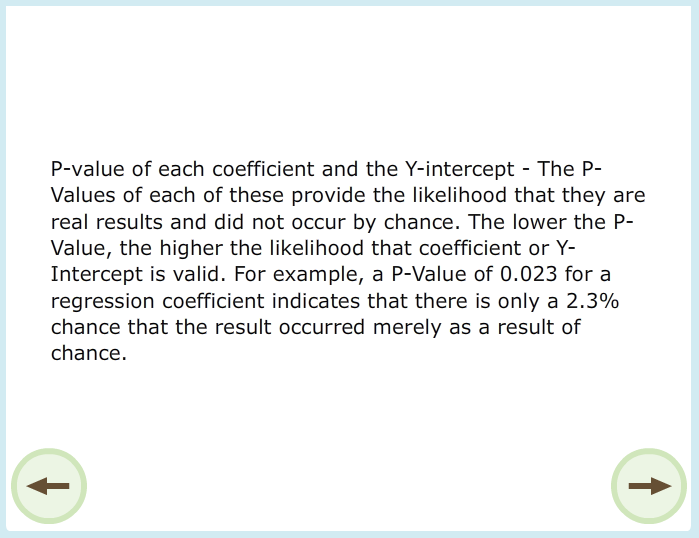 P-value of each coefficient and the Y-intercept - The P-
Values of each of these provide the likelihood that they are
real results and did not occur by chance. The lower the P-
Value, the higher the likelihood that coefficient or Y-
Intercept is valid. For example, a P-Value of 0.023 for a
regression coefficient indicates that there is only a 2.3%
chance that the result occurred merely as a result of
chance.